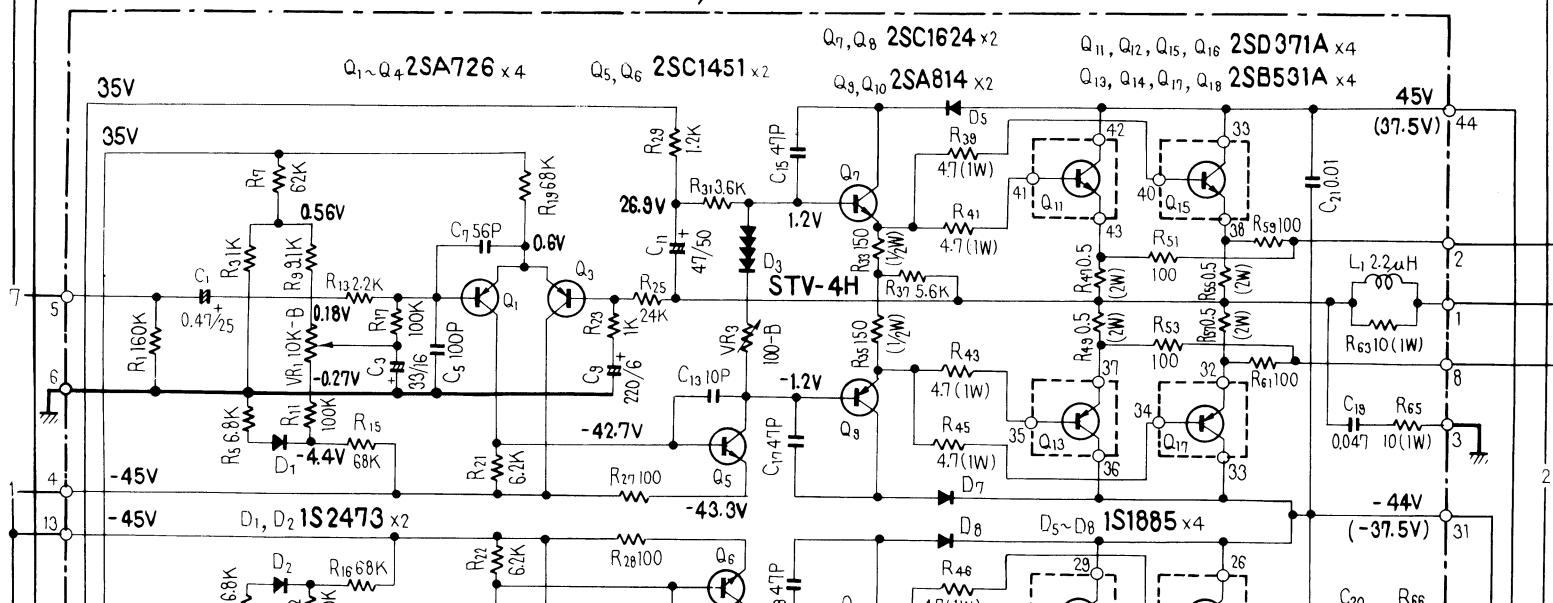 Q7, Q8 2SC1624 ×2
Q11, Q12, Q15, Q16 2SD371A ×4
Q1~Q4 2SA726 ×4
Q5, Q6 2SC1451 ×2
Q9, Q10 2SA814 ×2
Q13, Q14, Q17, Q18 2SB531A ×4
35V
45V
(37.5V)
44
35V
R7
62K
R19 68K
R29
1.2K
C15 47P
D5
R39
4.7(1W)
42
33
Q7
R31 3.6K
26.9V
1.2V
41
Q11
40
Q15
C21 0.01
0.56V
R3 1K
R9 9.1K
C7 56P
0.6V
C11
47/50
D3
STV-4H
R33 150
(½W)
R41
4.7(1W)
43
38
R59 100
R51
100
2
7
5
C1
0.47/25
R13 2.2K
Q1
Q3
R25
24K
R37 5.6K
R47 0.5
(2W)
R55 0.5
(2W)
L1 2.2uH
1
R1 160K
0.18V
VR1 10K-B
R17
100K
R23
1K
VR3
100-B
R35 150
(½W)
R49 0.5
(2W)
R53
100
R57 0.5
(2W)
R63 10(1W)
6
-0.27V
C3
33/16
C5 100P
C9
220/6
C13 10P
-1.2V
R43
4.7(1W)
37
32
R61 100
8
R5 6.8K
R11
100K
R15
68K
D1
-4.4V
-42.7V
Q5
C17 47P
Q9
R45
4.7(1W)
35
Q13
34
Q17
C19
0.047
R65
10(1W)
3
R21
6.2K
36
33
4
-45V
R27 100
-43.3V
D7
1
2
13
-45V
D1, D2 1S2473 ×2
D8
D5~D8 1S1885 ×4
-44V
(-37.5V)
31
R22
6.2K
R28 100
Q6
D2
R16 68K
6.8K
47P
R46
4.7(1W)
29
26
C20
R66